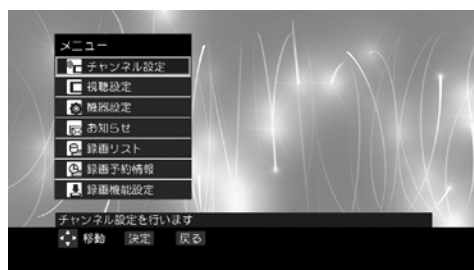 メニュー
チャンネル設定
視聴設定
機器設定
お知らせ
録画リスト
録画予約情報
録画機能設定
チャンネル設定を行います
移動 決定 戻る